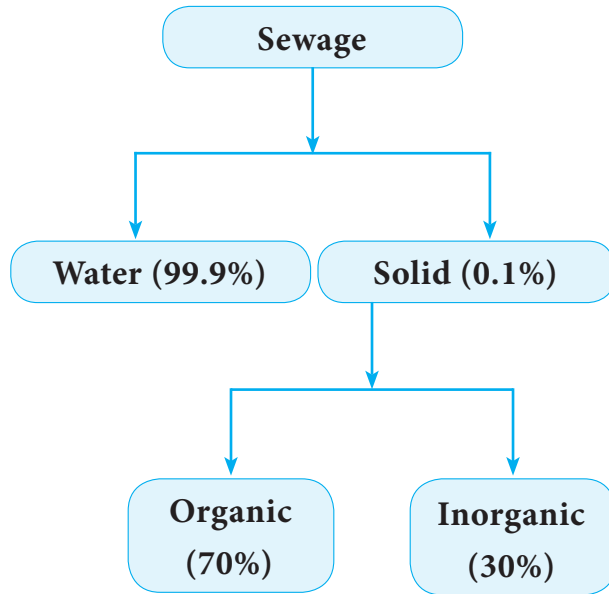 Sewage
Water (99.9%)
Solid (0.1%)
Organic
(70%)
Inorganic
(30%)